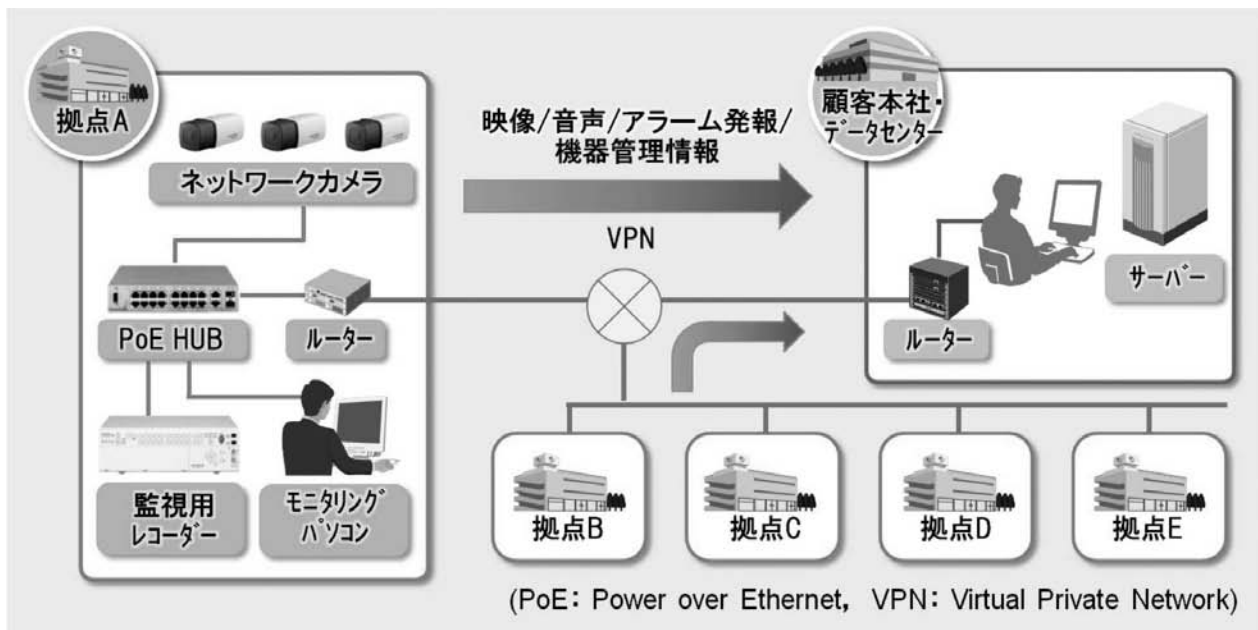 拠点A
ネットワークカメラ
PoE HUB
ルーター
監視用
レコーダー
モニタリング
パソコン
映像/音声/アラーム発報/
機器管理情報
VPN
顧客本社・
データセンター
ルーター
サーバー
拠点B
拠点C
拠点D
拠点E
(PoE: Power over Ethernet, VPN: Virtual Private Network)